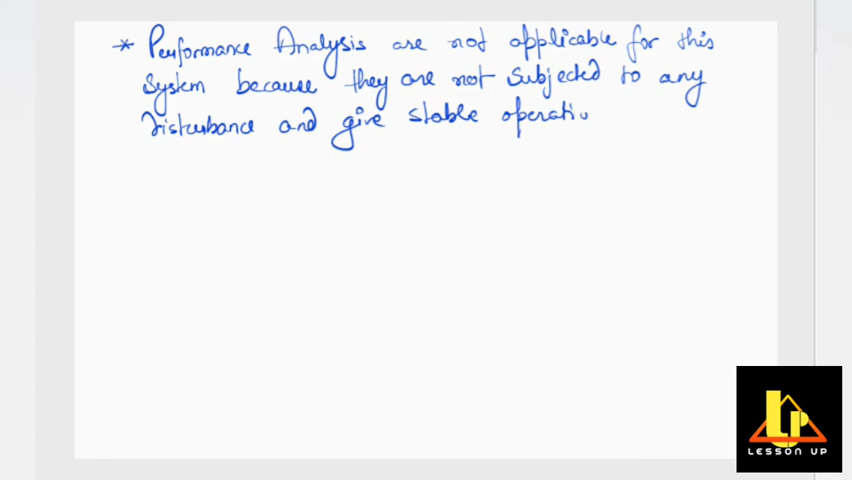 * Performance Analysis are not applicable for this
System because they are not subjected to any
disturbance and give stable operati
LESSON UP